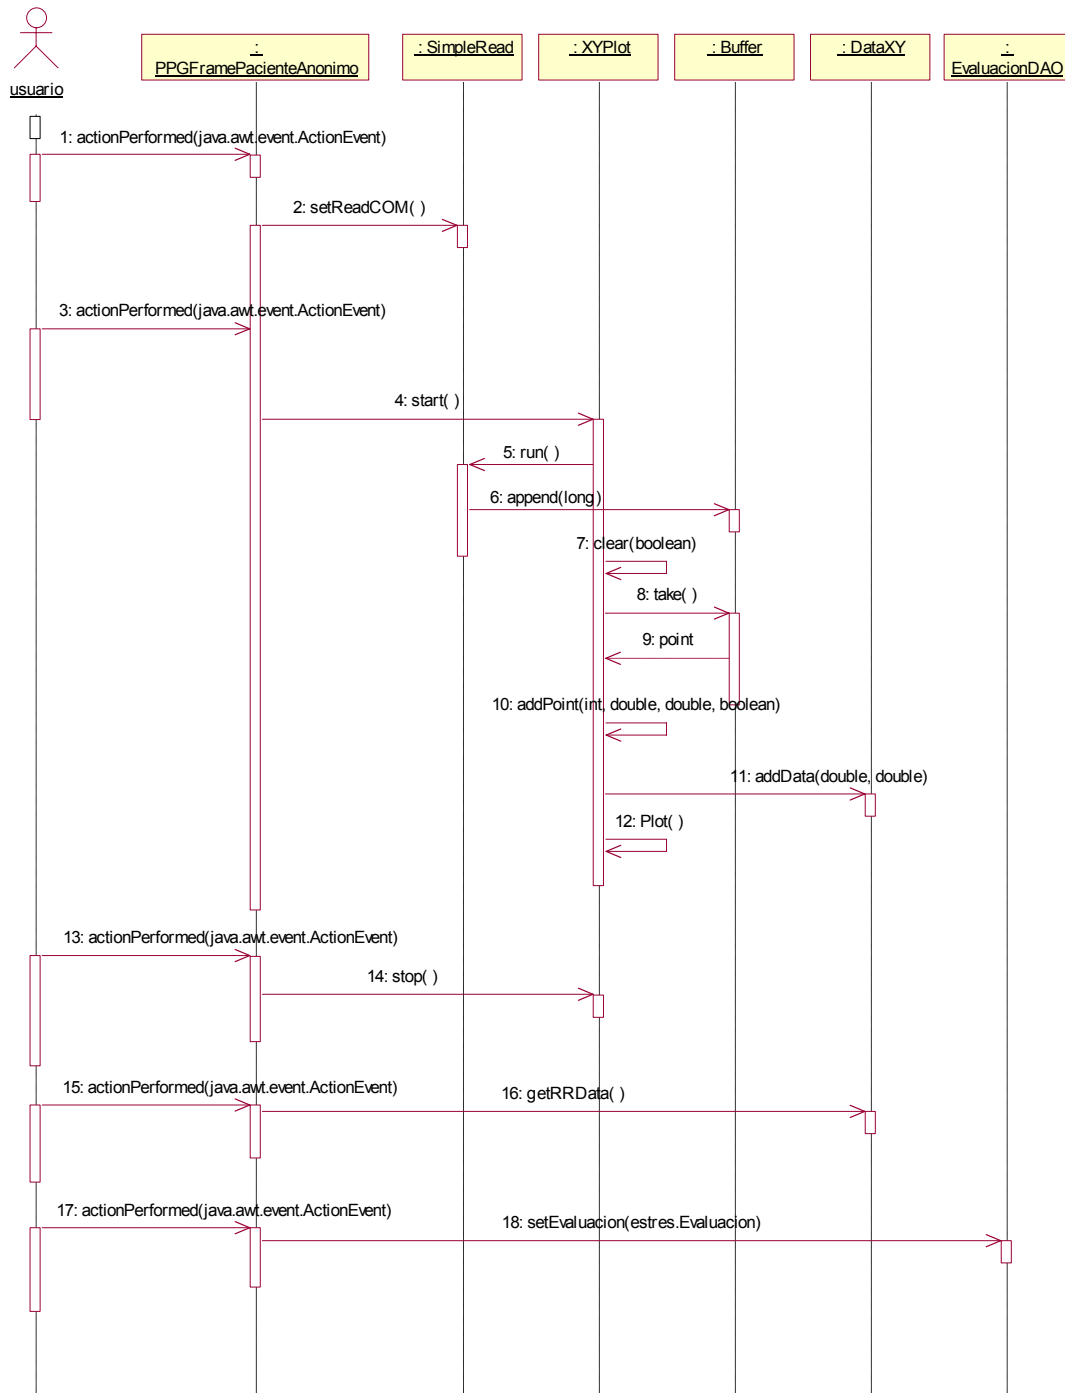 :
: SimpleRead
: XYPlot
: Buffer
: DataXY
:
PPGFramePacienteAnonimo
EvaluacionDAO
usuario
1: actionPerformed(java.awt.event.ActionEvent)
2: setReadCOM( )
3: actionPerformed(java.awt.event.ActionEvent)
4: start( )
5: run( )
6: append(long)
7: clear(boolean)
8: take( )
9: point
10: addPoint(int, double, double, boolean)
11: addData(double, double)
12: Plot( )
13: actionPerformed(java.awt.event.ActionEvent)
14: stop( )
15: actionPerformed(java.awt.event.ActionEvent)
16: getRRData( )
17: actionPerformed(java.awt.event.ActionEvent)
18: setEvaluacion(estres.Evaluacion)